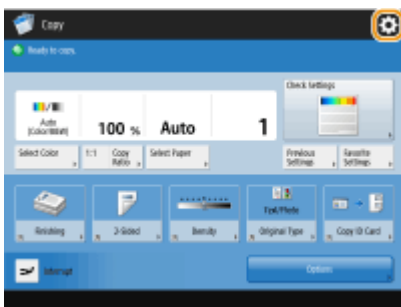 Copy
Ready to copy.
Check Settings
Auto
(Color/B&W)
100 %
Auto
1
Select Color
1:1
Copy
Ratio
Select Paper
Previous
Settings
Favorite
Settings
Text/Photo
Finishing
2-Sided
Density
Original Type
Copy ID Card
Interrupt
Options